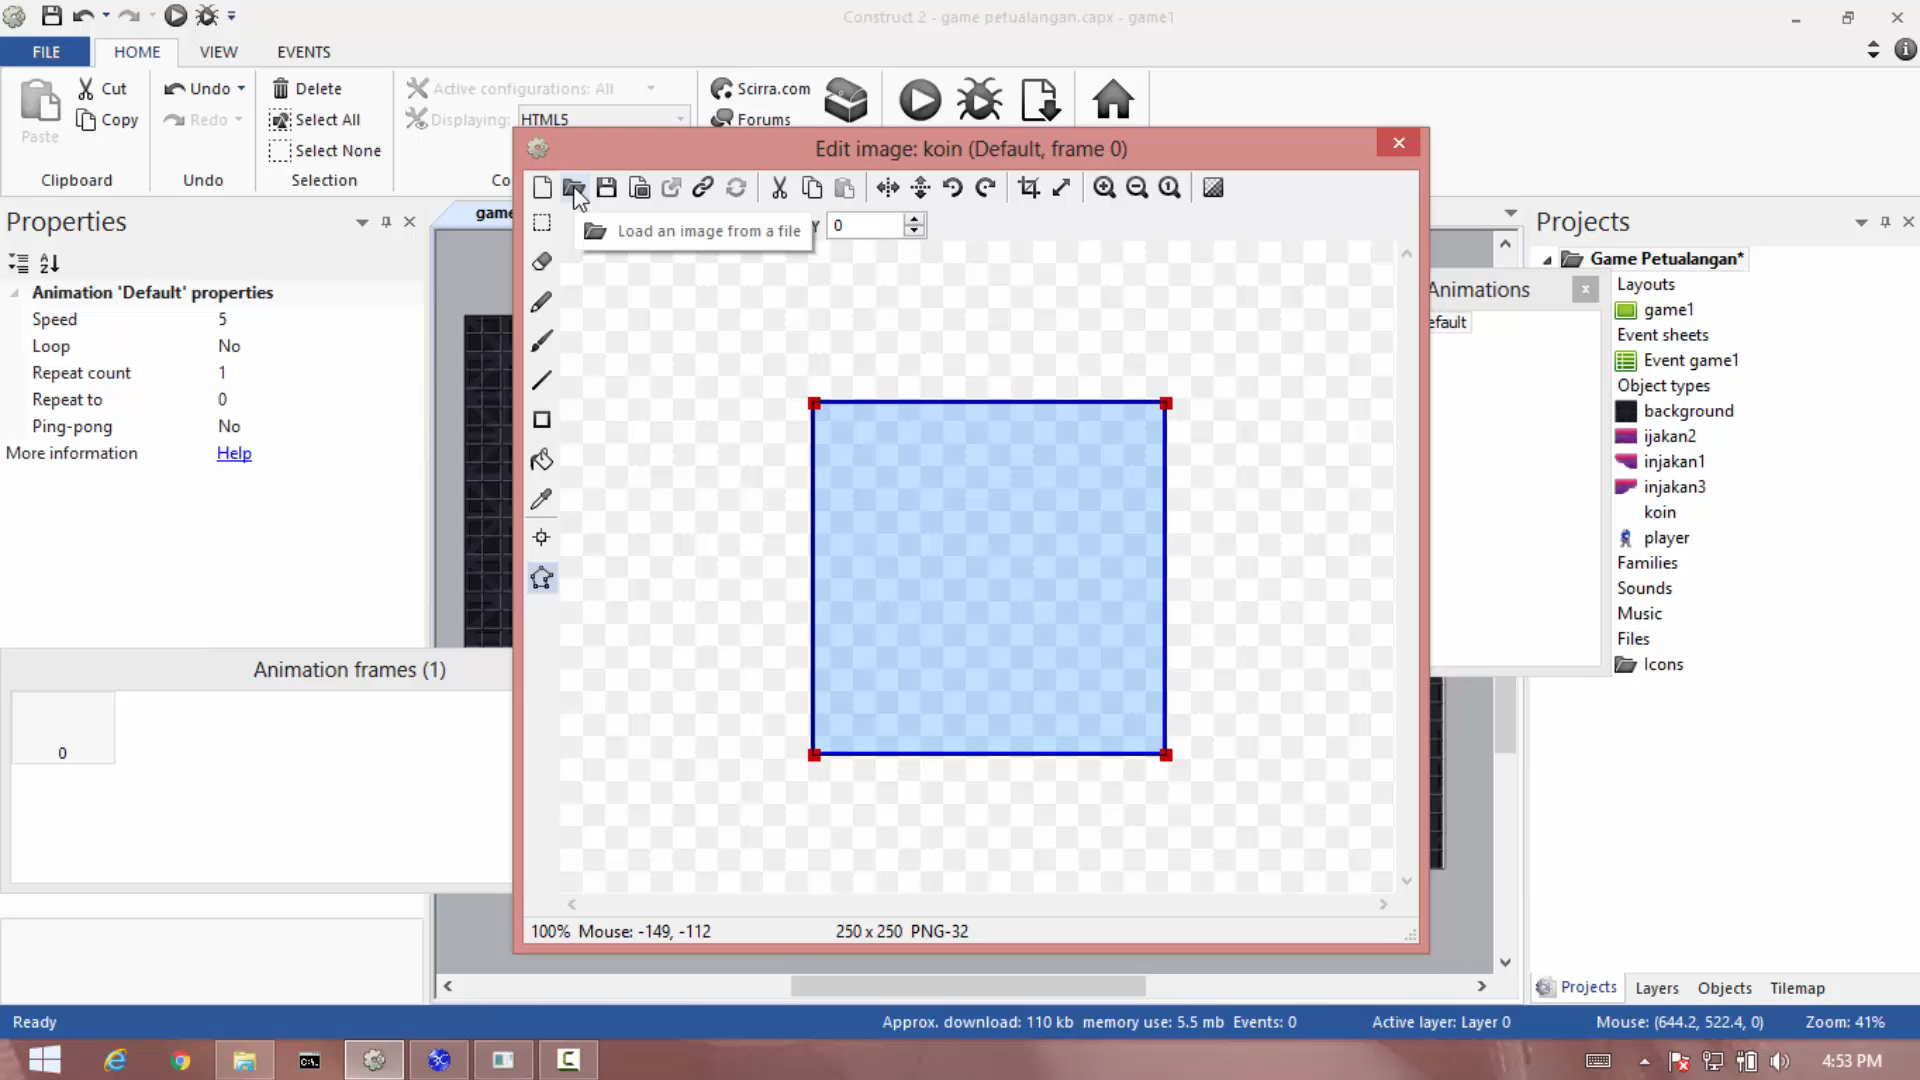 Construct 2 - game petualangan.capx - game1
FILE
HOME
VIEW
EVENTS
Paste
Cut
Copy
Clipboard
Undo
Redo
Undo
Delete
Select All
Select None
Selection
Active configurations: All
Displaying:
HTML5
Co
Scirra.com
Forums
Properties
Animation 'Default' properties
Speed 5
Loop No
Repeat count 1
Repeat to 0
Ping-pong No
More information Help
Animation frames (1)
0
game
Edit image: koin (Default, frame 0)
Load an image from a file
Y 0
100% Mouse: -149, -112
250 x 250 PNG-32
Animations
efault
Projects
Game Petualangan*
Layouts
game1
Event sheets
Event game1
Object types
background
ijakan2
injakan1
injakan3
koin
player
Families
Sounds
Music
Files
Icons
Projects
Layers
Objects
Tilemap
Ready
Approx. download: 110 kb memory use: 5.5 mb Events: 0
Active layer: Layer 0
Mouse: (644.2, 522.4, 0)
Zoom: 41%
4:53 PM